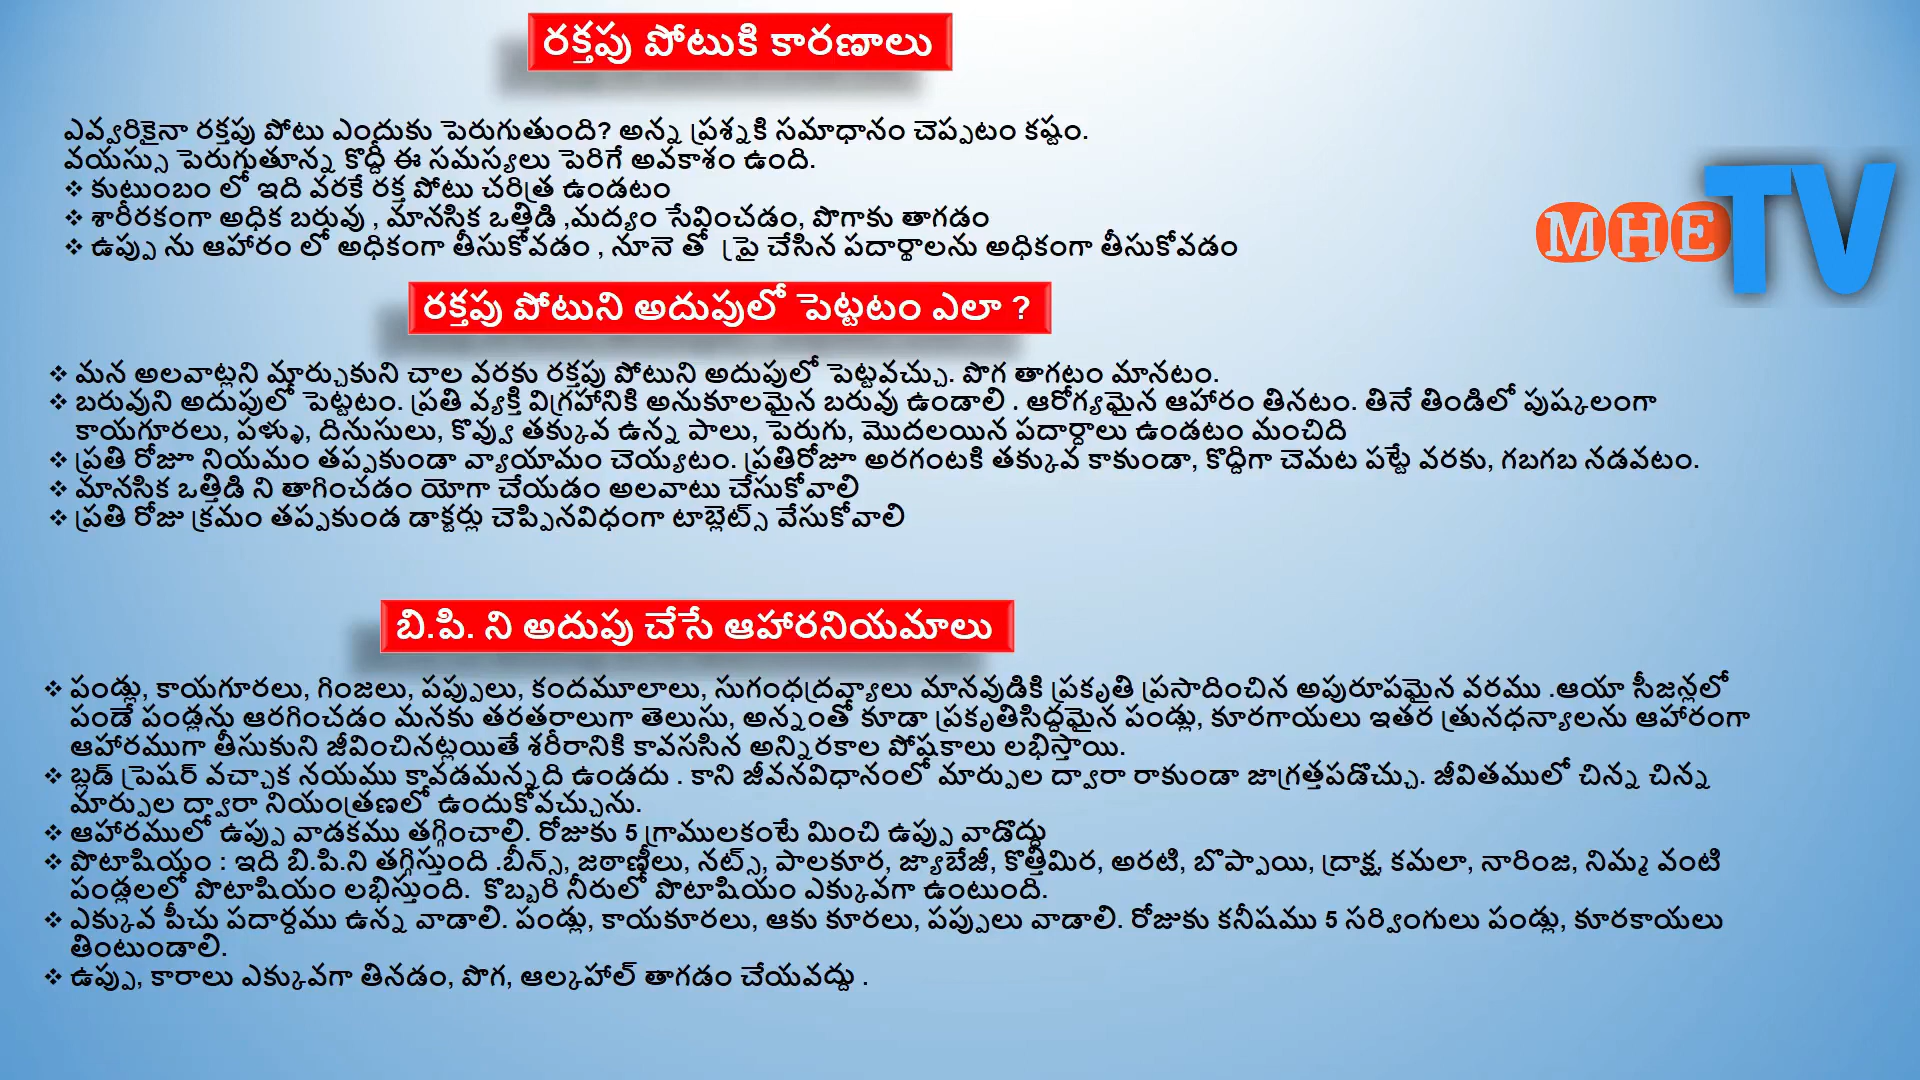 రక్తపు పోటుకి కారణాలు
ఎవ్వరికైనా రక్తపు పోటు ఎందుకు పెరుగుతుంది? అన్న ప్రశ్నకి సమాధానం చెప్పటం కష్టం.
వయస్సు పెరుగుతూన్న కొద్దీ ఈ సమస్యలు పెరిగే అవకాశం ఉంది.
❖ కుటుంబం లో ఇది వరకే రక్త పోటు చరిత్ర ఉండటం
❖ శారీరకంగా అధిక బరువు , మానసిక ఒత్తిడి ,మద్యం సేవించడం, పొగాకు తాగడం
❖ ఉప్పు ను ఆహారం లో అధికంగా తీసుకోవడం , నూనె తో ఫ్రై చేసిన పదార్థాలను అధికంగా తీసుకోవడం
MHE TV
రక్తపు పోటుని అదుపులో పెట్టటం ఎలా ?
❖ మన అలవాట్లని మార్చుకుని చాల వరకు రక్తపు పోటుని అదుపులో పెట్టవచ్చు. పొగ తాగటం మానటం.
❖ బరువుని అదుపులో పెట్టటం. ప్రతి వ్యక్తి విగ్రహానికి అనుకూలమైన బరువు ఉండాలి . ఆరోగ్యమైన ఆహారం తినటం. తినే తిండిలో పుష్కలంగా
కాయగూరలు, పళ్ళు, దినుసులు, కొవ్వు తక్కువ ఉన్న పాలు, పెరుగు, మొదలయిన పదార్ధాలు ఉండటం మంచిది
❖ ప్రతి రోజూ నియమం తప్పకుండా వ్యాయామం చెయ్యటం. ప్రతిరోజూ అరగంటకి తక్కువ కాకుండా, కొద్దిగా చెమట పట్టే వరకు, గబగబ నడవటం.
❖ మానసిక ఒత్తిడి ని తాగించడం యోగా చేయడం అలవాటు చేసుకోవాలి
❖ ప్రతి రోజు క్రమం తప్పకుండ డాక్టర్లు చెప్పినవిధంగా టాబ్లెట్స్ వేసుకోవాలి
బి.పి. ని అదుపు చేసే ఆహారనియమాలు
❖ పండ్లు, కాయగూరలు, గింజలు, పప్పులు, కందమూలాలు, సుగంధద్రవ్యాలు మానవుడికి ప్రకృతి ప్రసాదించిన అపురూపమైన వరము .ఆయా సీజన్లలో
పండే పండ్లను ఆరగించడం మనకు తరతరాలుగా తెలుసు, అన్నంతో కూడా ప్రకృతిసిద్ధమైన పండ్లు, కూరగాయలు ఇతర త్రునధన్యాలను ఆహారంగా
ఆహారముగా తీసుకుని జీవించినట్లయితే శరీరానికి కావససిన అన్నిరకాల పోషకాలు లభిస్తాయి.
❖ బ్లడ్ ప్రెషర్ వచ్చాక నయము కావడమన్నది ఉండదు . కాని జీవనవిధానంలో మార్పుల ద్వారా రాకుండా జాగ్రత్తపడొచ్చు. జీవితములో చిన్న చిన్న
మార్పుల ద్వారా నియంత్రణలో ఉందుకోవచ్చును.
❖ ఆహారములో ఉప్పు వాడకము తగ్గించాలి. రోజుకు 5 గ్రాములకంటే మించి ఉప్పు వాడొద్దు
❖ పొటాషియం : ఇది బి.పి.ని తగ్గిస్తుంది .బీన్స్, జఠాణీలు, నట్స్, పాలకూర, జ్యాబేజీ, కొత్తిమిర, అరటి, బొప్పాయి, ద్రాక్ష, కమలా, నారింజ, నిమ్మ వంటి
పండ్లలలో పొటాషియం లభిస్తుంది. కొబ్బరి నీరులో పొటాషియం ఎక్కువగా ఉంటుంది.
❖ ఎక్కువ పీచు పదార్ధము ఉన్న వాడాలి. పండ్లు, కాయకూరలు, ఆకు కూరలు, పప్పులు వాడాలి. రోజుకు కనీషము 5 సర్వింగులు పండ్లు, కూరకాయలు
తింటుండాలి.
❖ ఉప్పు, కారాలు ఎక్కువగా తినడం, పొగ, ఆల్కహాల్ తాగడం చేయవద్దు .